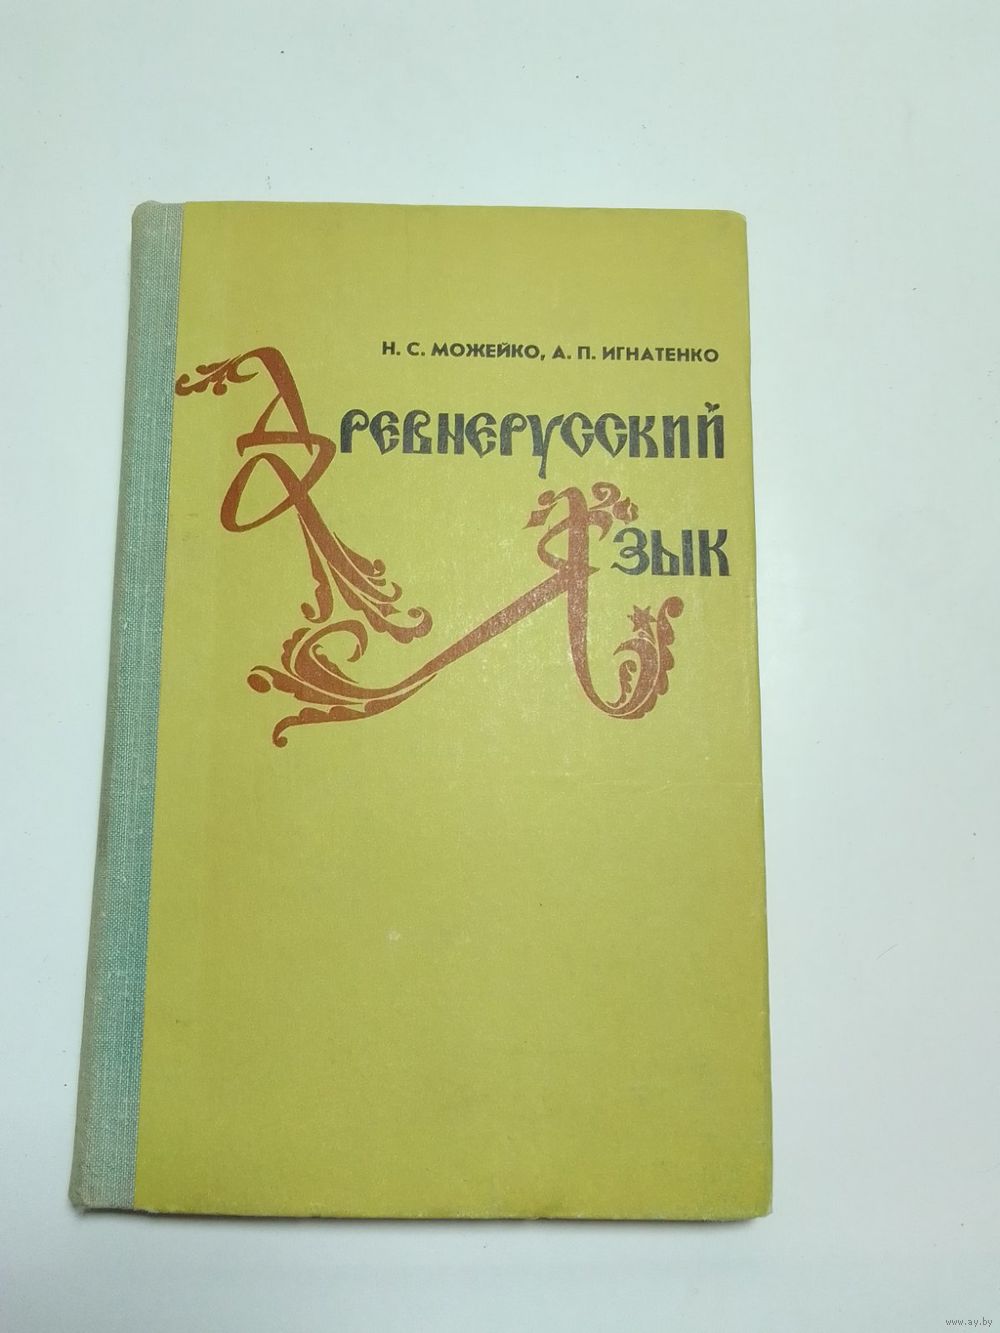 Н. С. МОЖЕЙКО, А. П. ИГНАТЕНКО
ДРЕВНЕРУССКИЙ
ЯЗЫК
www.ay.by